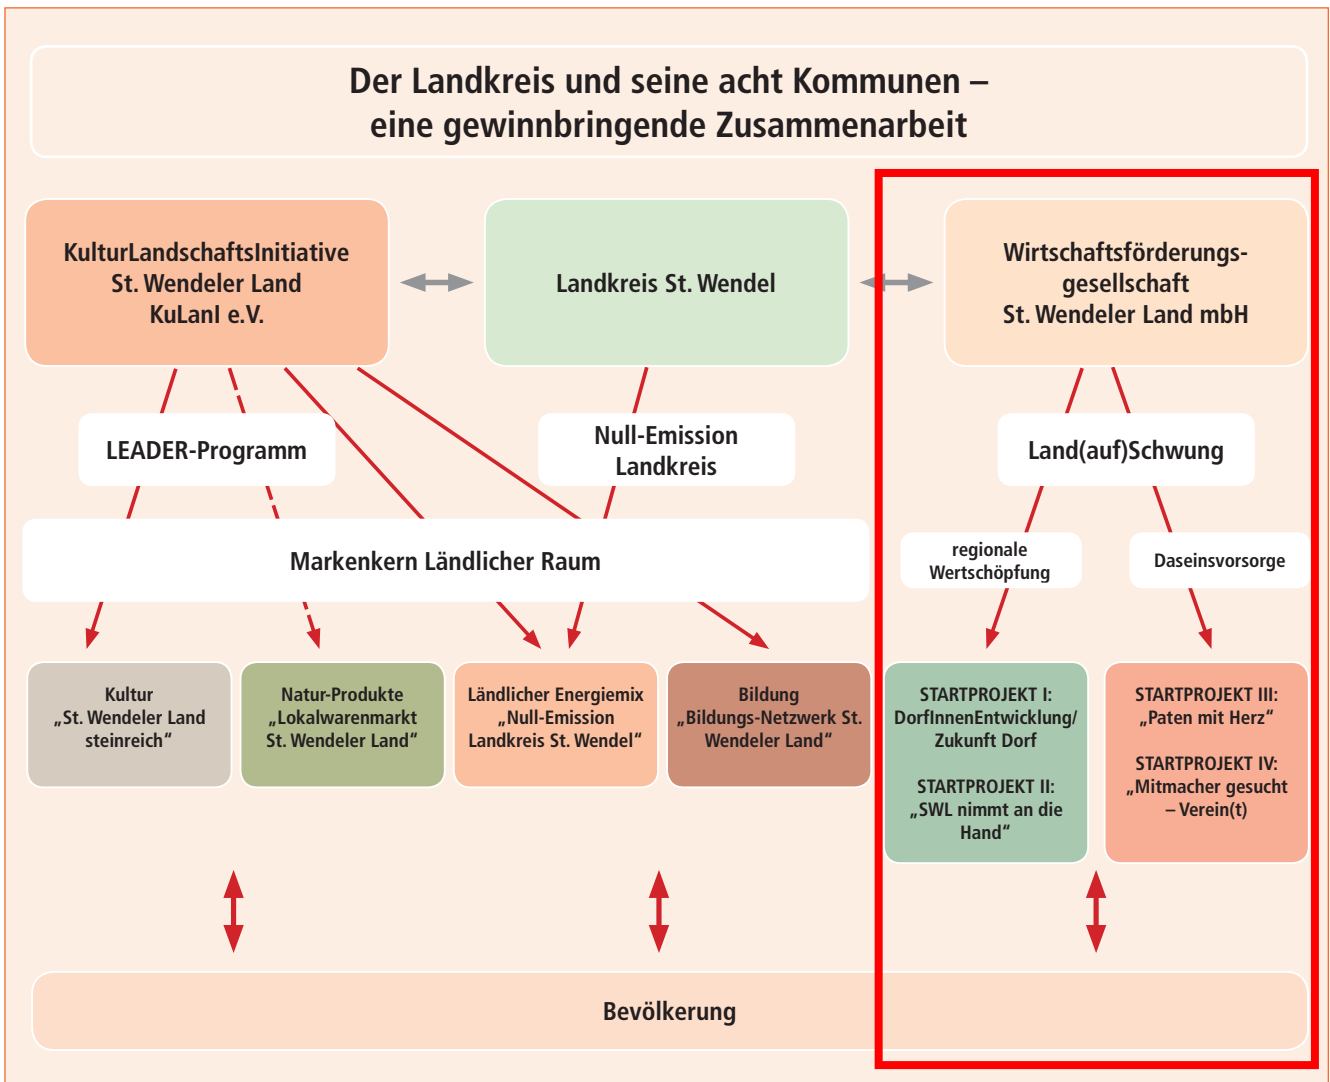 Der Landkreis und seine acht Kommunen –
eine gewinnbringende Zusammenarbeit
KulturLandschaftsInitiative
St. Wendeler Land
KuLanI e.V.
Landkreis St. Wendel
Wirtschaftsförderungs-
gesellschaft
St. Wendeler Land mbH
LEADER-Programm
Null-Emission
Landkreis
Land(auf)Schwung
Markenkern Ländlicher Raum
regionale
Wertschöpfung
Daseinsvorsorge
Kultur
„St. Wendeler Land
steinreich“
Natur-Produkte
„Lokalwarenmarkt
St. Wendeler Land“
Ländlicher Energiemix
„Null-Emission
Landkreis St. Wendel“
Bildung
„Bildungs-Netzwerk St.
Wendeler Land“
STARTPROJEKT I:
DorfInnenEntwicklung/
Zukunft Dorf
STARTPROJEKT II:
„SWL nimmt an die
Hand“
STARTPROJEKT III:
„Paten mit Herz“
STARTPROJEKT IV:
„Mitmacher gesucht
– Verein(t)
Bevölkerung